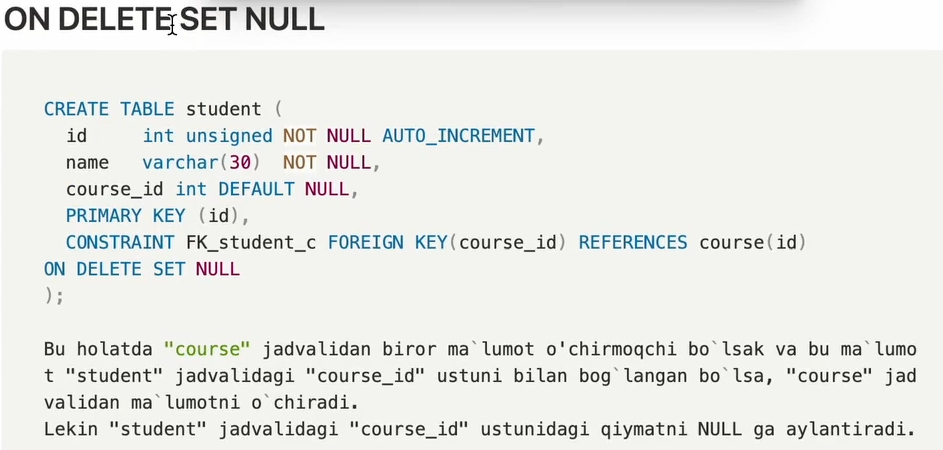 ON DELETE SET NULL
CREATE TABLE student (
id int unsigned NOT NULL AUTO_INCREMENT,
name varchar(30) NOT NULL,
course_id int DEFAULT NULL,
PRIMARY KEY (id),
CONSTRAINT FK_student_c FOREIGN KEY(course_id) REFERENCES course(id)
ON DELETE SET NULL
);
Bu holatda "course" jadvalidan biror ma`lumot o'chirmoqchi bo`lsak va bu ma`lumo
t "student" jadvalidagi "course_id" ustuni bilan bog`langan bo`lsa, "course" jad
validan ma`lumotni o`chiradi.
Lekin "student" jadvalidagi "course_id" ustunidagi qiymatni NULL ga aylantiradi.